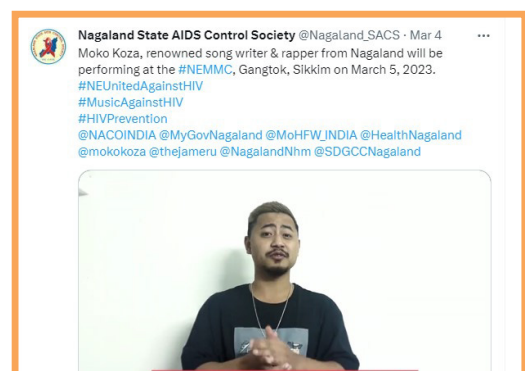 Nagaland State AIDS Control Society @Nagaland_SACS · Mar 4
Moko Koza, renowned song writer & rapper from Nagaland will be
performing at the #NEMMC, Gangtok, Slkkim on March 5, 2023.
#NEUnitedAgainstHIV
#MusicAgainstHIV
#HIVPrevention
@NACOINDIA @MyGovNagaland @MoHFW_INDIA @HealthNagaland
@mokokoza @thejameru @NagalandNhm @SDGCCNagaland